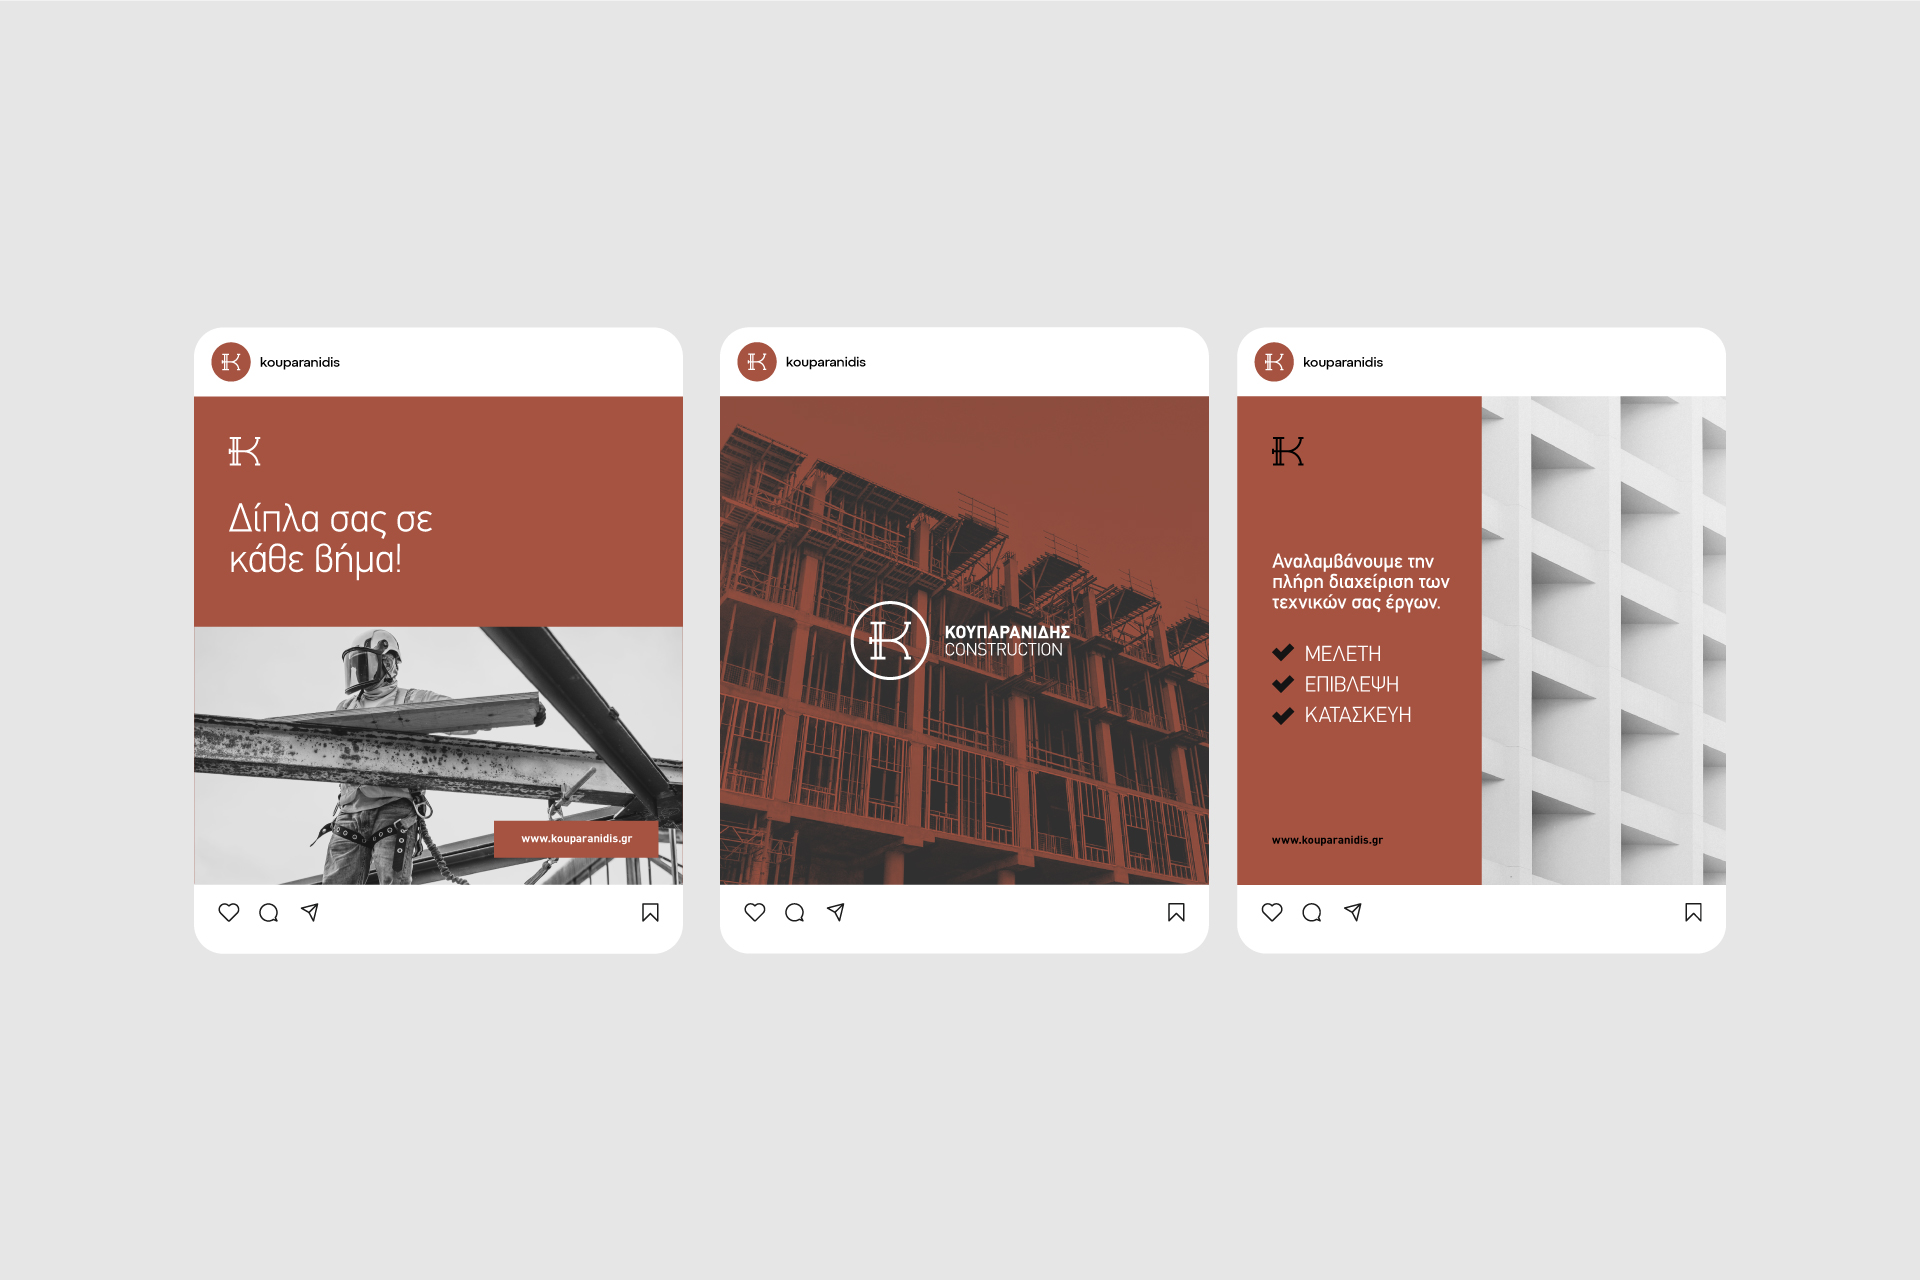 kouparanidis
Δίπλα σας σε
κάθε βήμα!
www.kouparanidis.gr
kouparanidis
ΚΟΥΠΑΡΑΝΙΔΗΣ
CONSTRUCTION
kouparanidis
Αναλαμβάνουμε την
πλήρη διαχείριση των
τεχνικών σας έργων.
ΜΕΛΕΤΗ
ΕΠΙΒΛΕΨΗ
ΚΑΤΑΣΚΕΥΗ
www.kouparanidis.gr